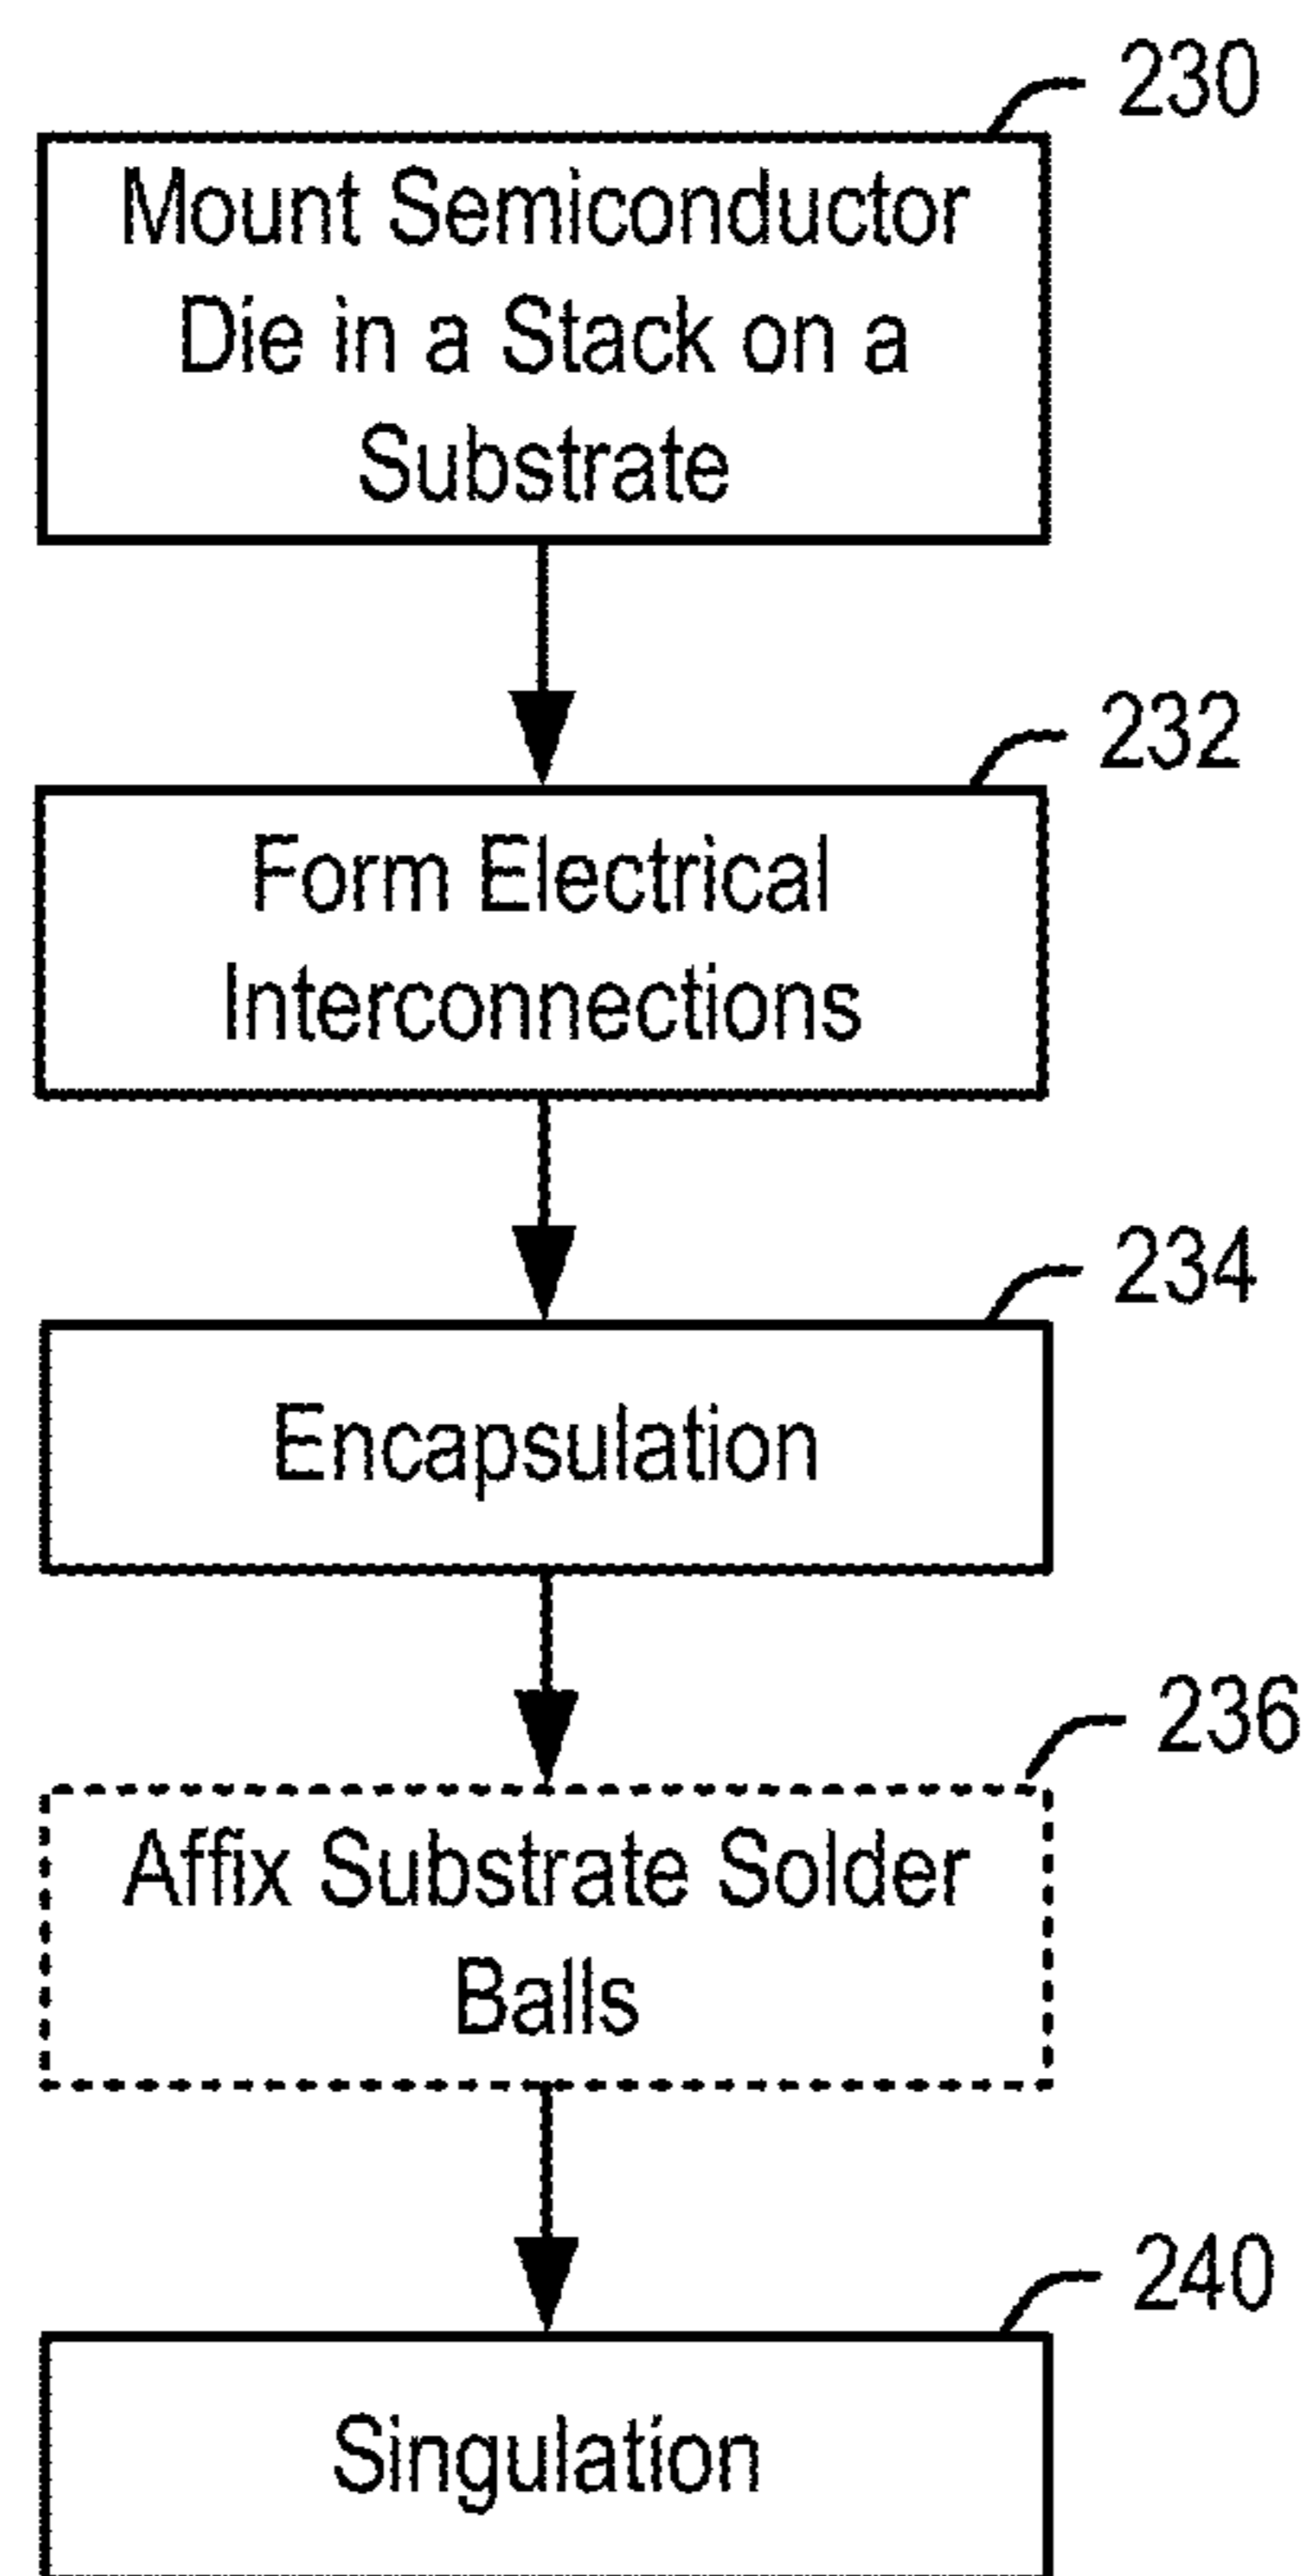 230
Mount Semiconductor
Die in a Stack on a
Substrate
232
Form Electrical
Interconnections
234
Encapsulation
236
Affix Substrate Solder
Balls
240
Singulation